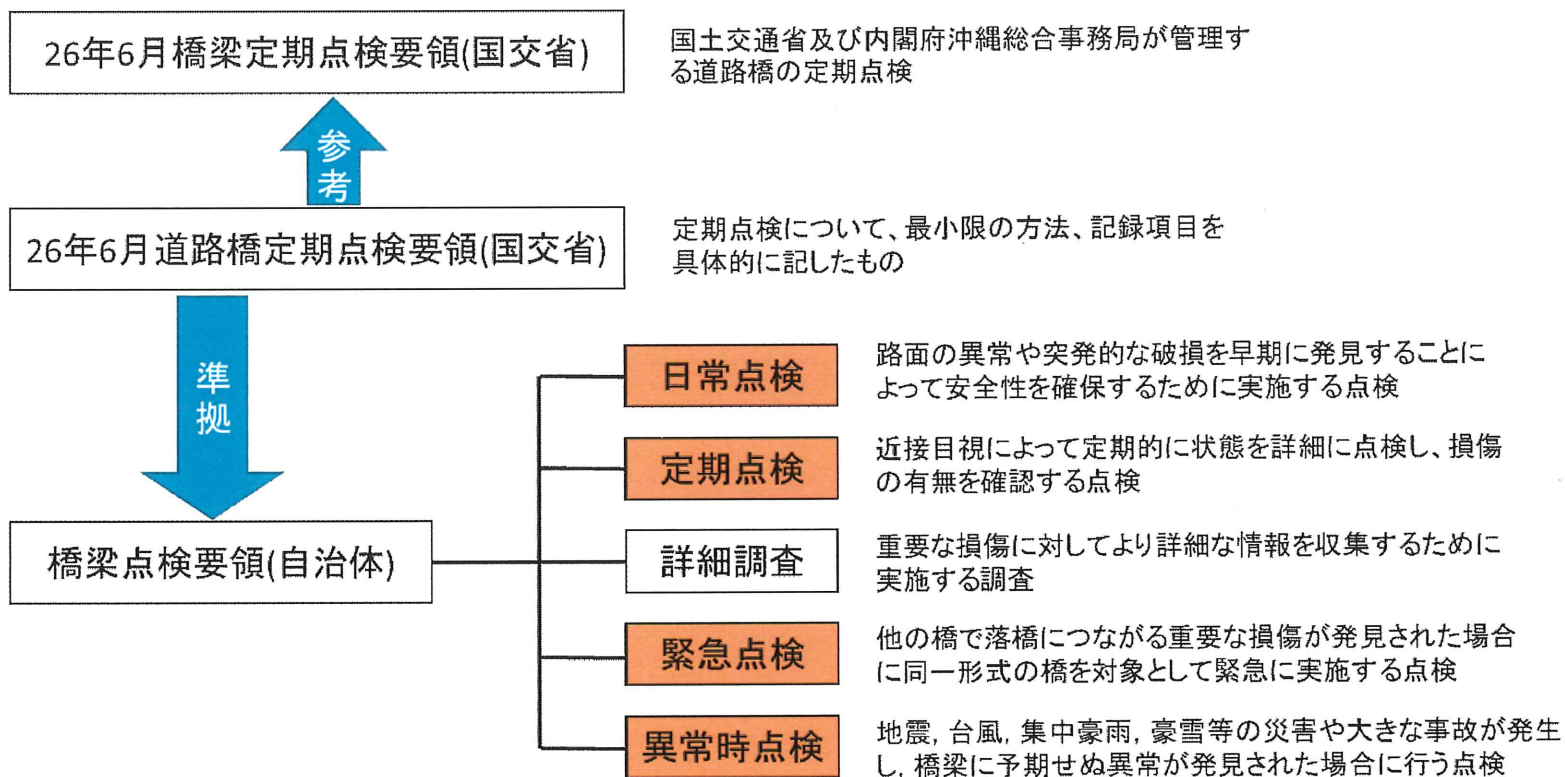 26年6月橋梁定期点検要領(国交省)
国土交通省及び内閣府沖縄総合事務局が管理す
る道路橋の定期点検
参考
26年6月道路橋定期点検要領(国交省)
定期点検について、最小限の方法、記録項目を
具体的に記したもの
準拠
橋梁点検要領(自治体)
日常点検
路面の異常や突発的な破損を早期に発見することに
よって安全性を確保するために実施する点検
定期点検
近接目視によって定期的に状態を詳細に点検し、損傷
の有無を確認する点検
詳細調査
重要な損傷に対してより詳細な情報を収集するために
実施する調査
緊急点検
他の橋で落橋につながる重要な損傷が発見された場合
に同一形式の橋を対象として緊急に実施する点検
異常時点検
地震, 台風, 集中豪雨, 豪雪等の災害や大きな事故が発生
し, 橋梁に予期せぬ異常が発見された場合に行う点検